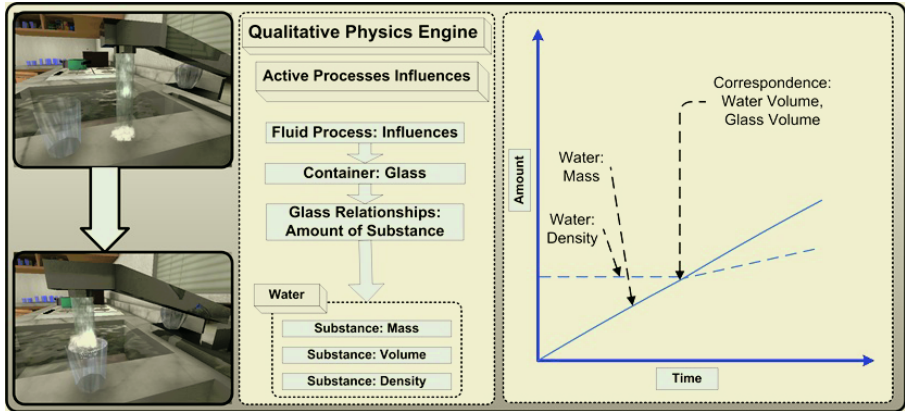 Qualitative Physics Engine
Active Processes Influences
Fluid Process: Influences
Container: Glass
Glass Relationships:
Amount of Substance
Water
Substance: Mass
Substance: Volume
Substance: Density
Amount
Correspondence:
Water Volume,
Glass Volume
Water:
Mass
Water:
Density
Time